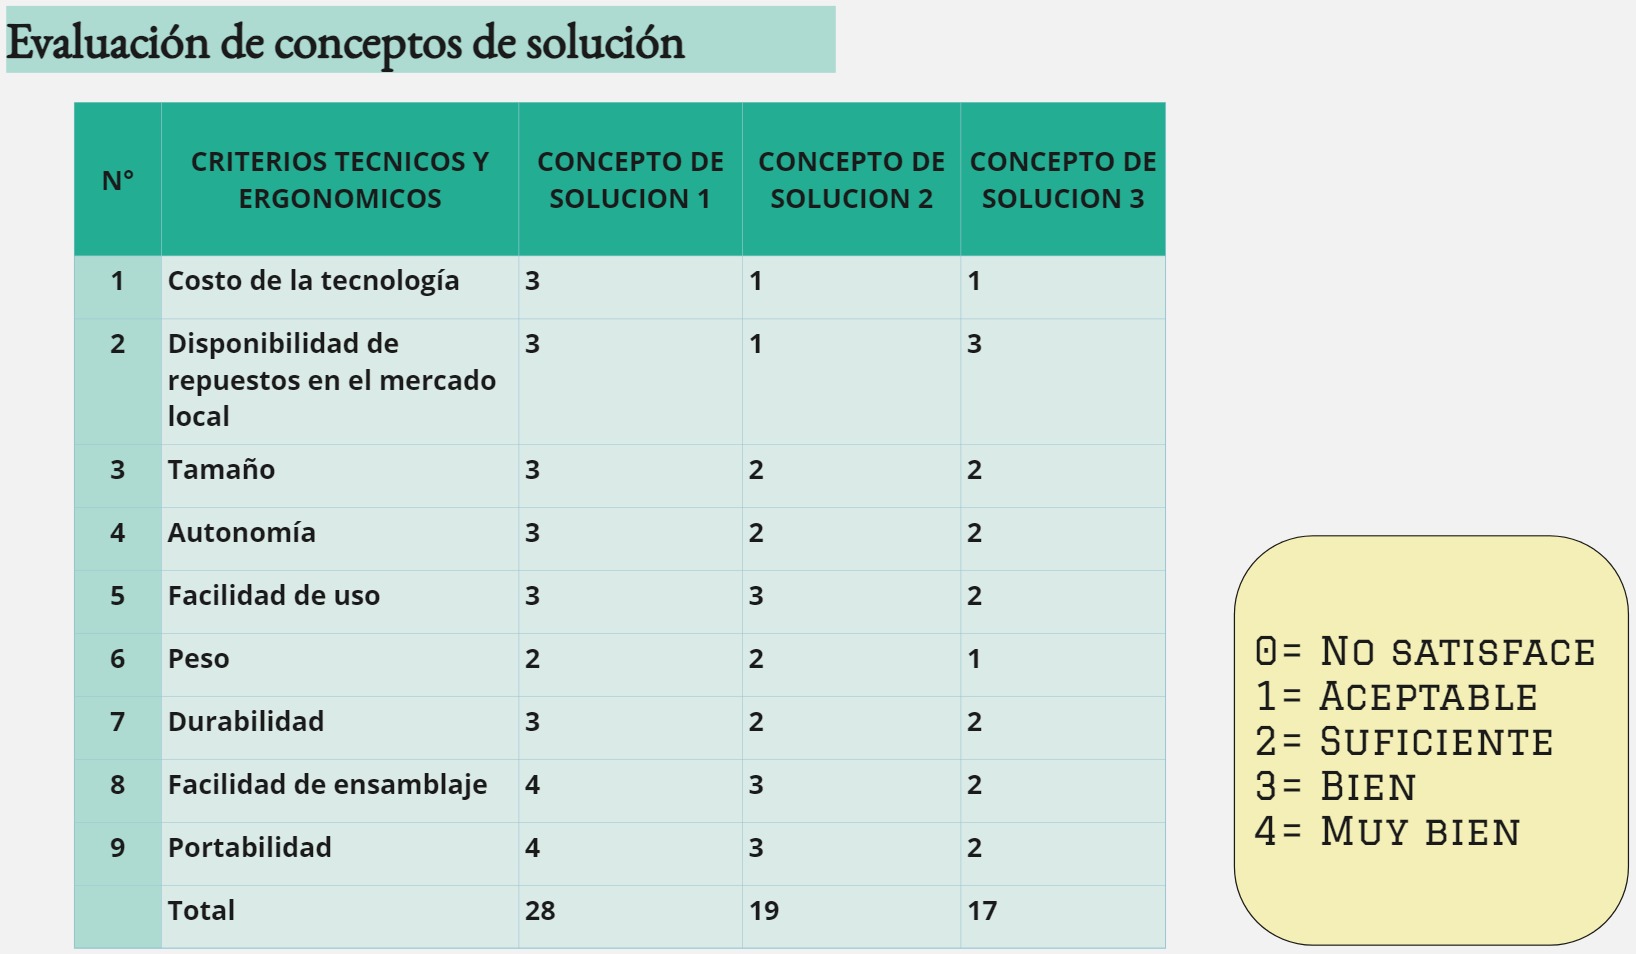 Evaluación de conceptos de solución
N°
CRITERIOS TECNICOS Y
ERGONOMICOS
CONCEPTO DE
SOLUCION 1
CONCEPTO DE
SOLUCION 2
CONCEPTO DE
SOLUCION 3
1 Costo de la tecnología 3 1 1
2 Disponibilidad de 3 1 3
repuestos en el mercado
local
3 Tamaño 3 2 2
4 Autonomía 3 2 2
5 Facilidad de uso 3 3 2
6 Peso 2 2 1
7 Durabilidad 3 2 2
8 Facilidad de ensamblaje 4 3 2
9 Portabilidad 4 3 2
Total 28 19 17
0= No satisface
1= Aceptable
2= Suficiente
3= Bien
4= Muy bien